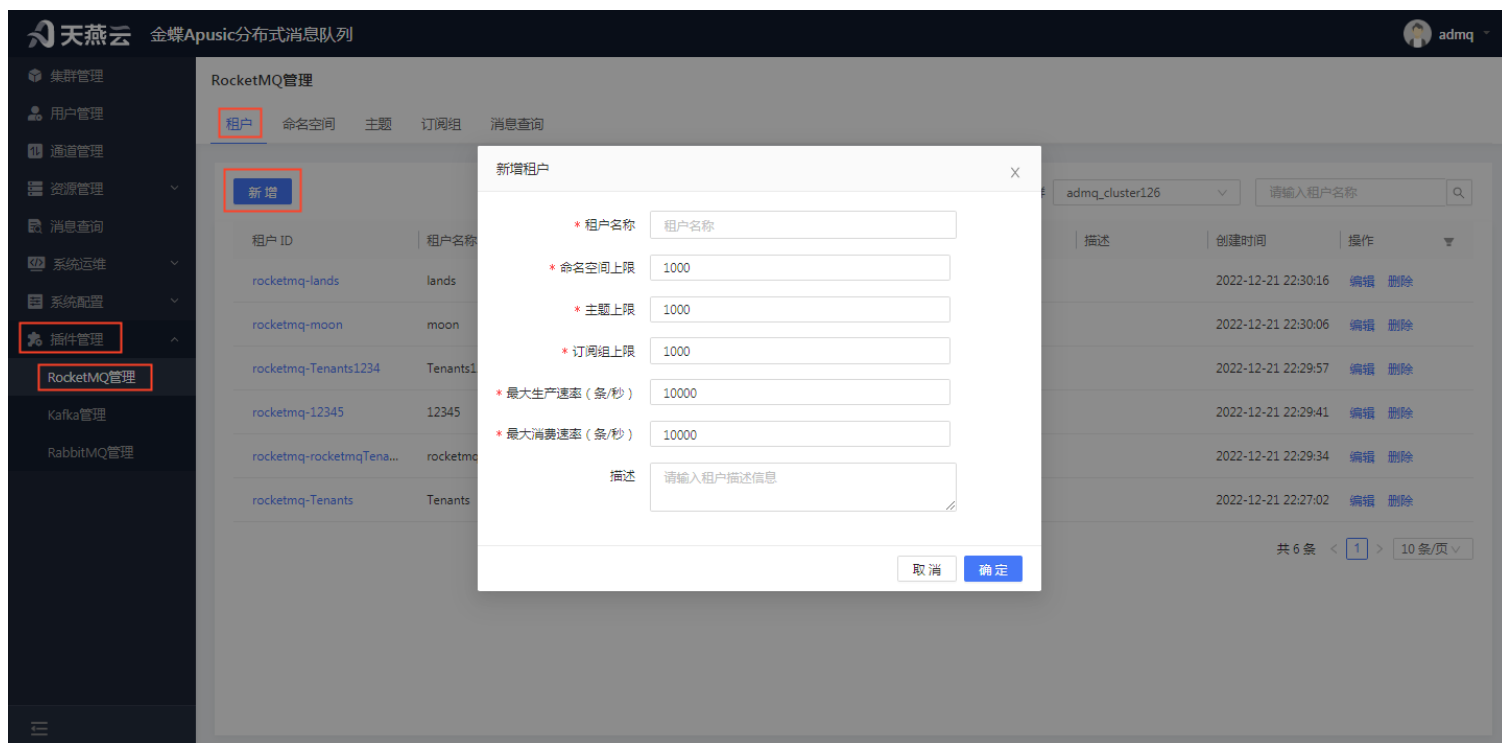 天燕云 金蝶Apusic分布式消息队列
admq
集群管理
用户管理
通道管理
资源管理
消息查询
系统运维
系统配置
插件管理
RocketMQ管理
Kafka管理
RabbitMQ管理
RocketMQ管理
租户 命名空间 主题 订阅组 消息查询
新增
admq_cluster126 请输入租户名称
租户 ID 租户名称 描述 创建时间 操作
rocketmq-lands lands 2022-12-21 22:30:16 编辑 删除
rocketmq-moon moon 2022-12-21 22:30:06 编辑 删除
rocketmq-Tenants1234 Tenants1 2022-12-21 22:29:57 编辑 删除
rocketmq-12345 12345 2022-12-21 22:29:41 编辑 删除
rocketmq-rocketmqTena... rocketmq 2022-12-21 22:29:34 编辑 删除
rocketmq-Tenants Tenants 2022-12-21 22:27:02 编辑 删除
共 6 条 < 1 > 10 条/页
新增租户 X
* 租户名称 租户名称
* 命名空间上限 1000
* 主题上限 1000
* 订阅组上限 1000
* 最大生产速率（条/秒） 10000
* 最大消费速率（条/秒） 10000
描述 请输入租户描述信息
取消 确定